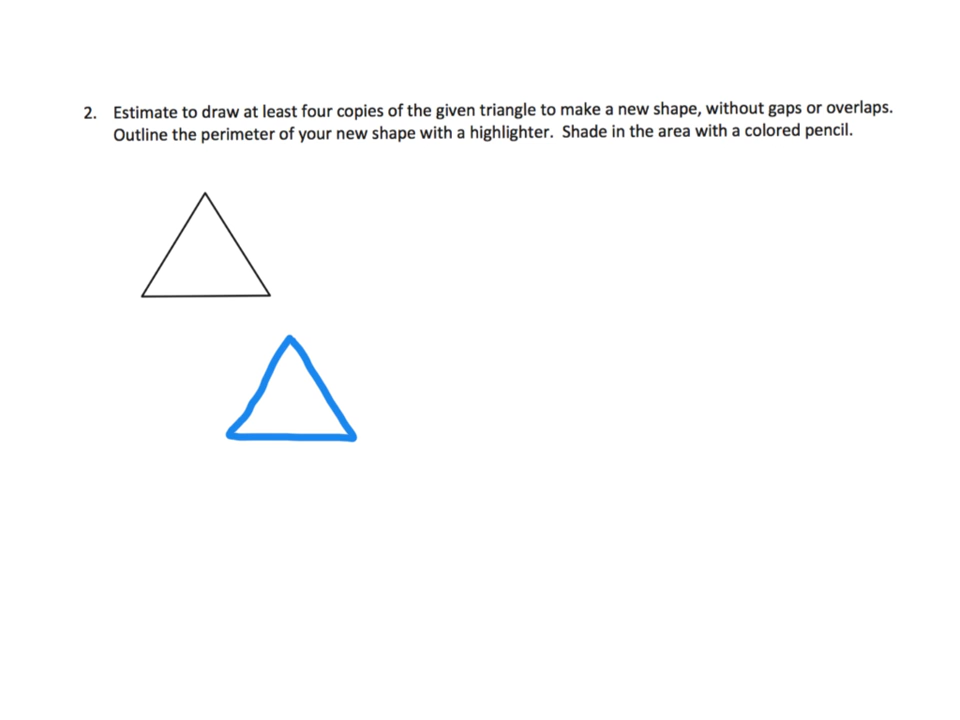 2. Estimate to draw at least four copies of the given triangle to make a new shape, without gaps or overlaps.
Outline the perimeter of your new shape with a highlighter. Shade in the area with a colored pencil.